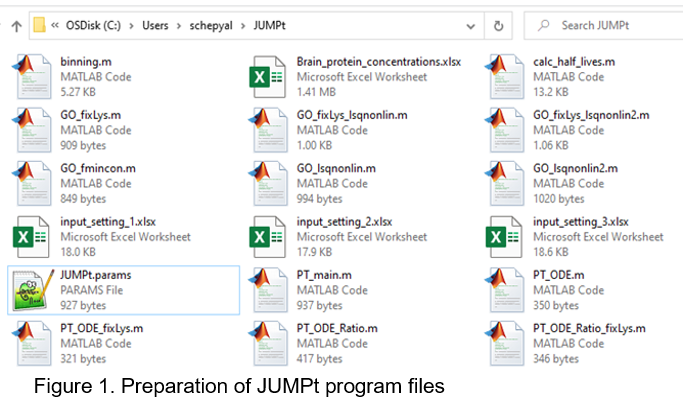 OSDisk (C:) › Users › schepyal › JUMPt
Search JUMPt
binning.m
MATLAB Code
5.27 KB
Brain_protein_concentrations.xlsx
Microsoft Excel Worksheet
1.41 MB
calc_half_lives.m
MATLAB Code
13.2 KB
GO_fixLys.m
MATLAB Code
909 bytes
GO_fixLys_lsqnonlin.m
MATLAB Code
1.00 KB
GO_fixLys_lsqnonlin2.m
MATLAB Code
1.06 KB
GO_fmincon.m
MATLAB Code
849 bytes
GO_lsqnonlin.m
MATLAB Code
994 bytes
GO_lsqnonlin2.m
MATLAB Code
1020 bytes
input_setting_1.xlsx
Microsoft Excel Worksheet
18.0 KB
input_setting_2.xlsx
Microsoft Excel Worksheet
17.9 KB
input_setting_3.xlsx
Microsoft Excel Worksheet
18.6 KB
JUMPt.params
PARAMS File
927 bytes
PT_main.m
MATLAB Code
937 bytes
PT_ODE.m
MATLAB Code
350 bytes
PT_ODE_fixLys.m
MATLAB Code
321 bytes
PT_ODE_Ratio.m
MATLAB Code
417 bytes
PT_ODE_Ratio_fixLys.m
MATLAB Code
346 bytes
Figure 1. Preparation of JUMPt program files